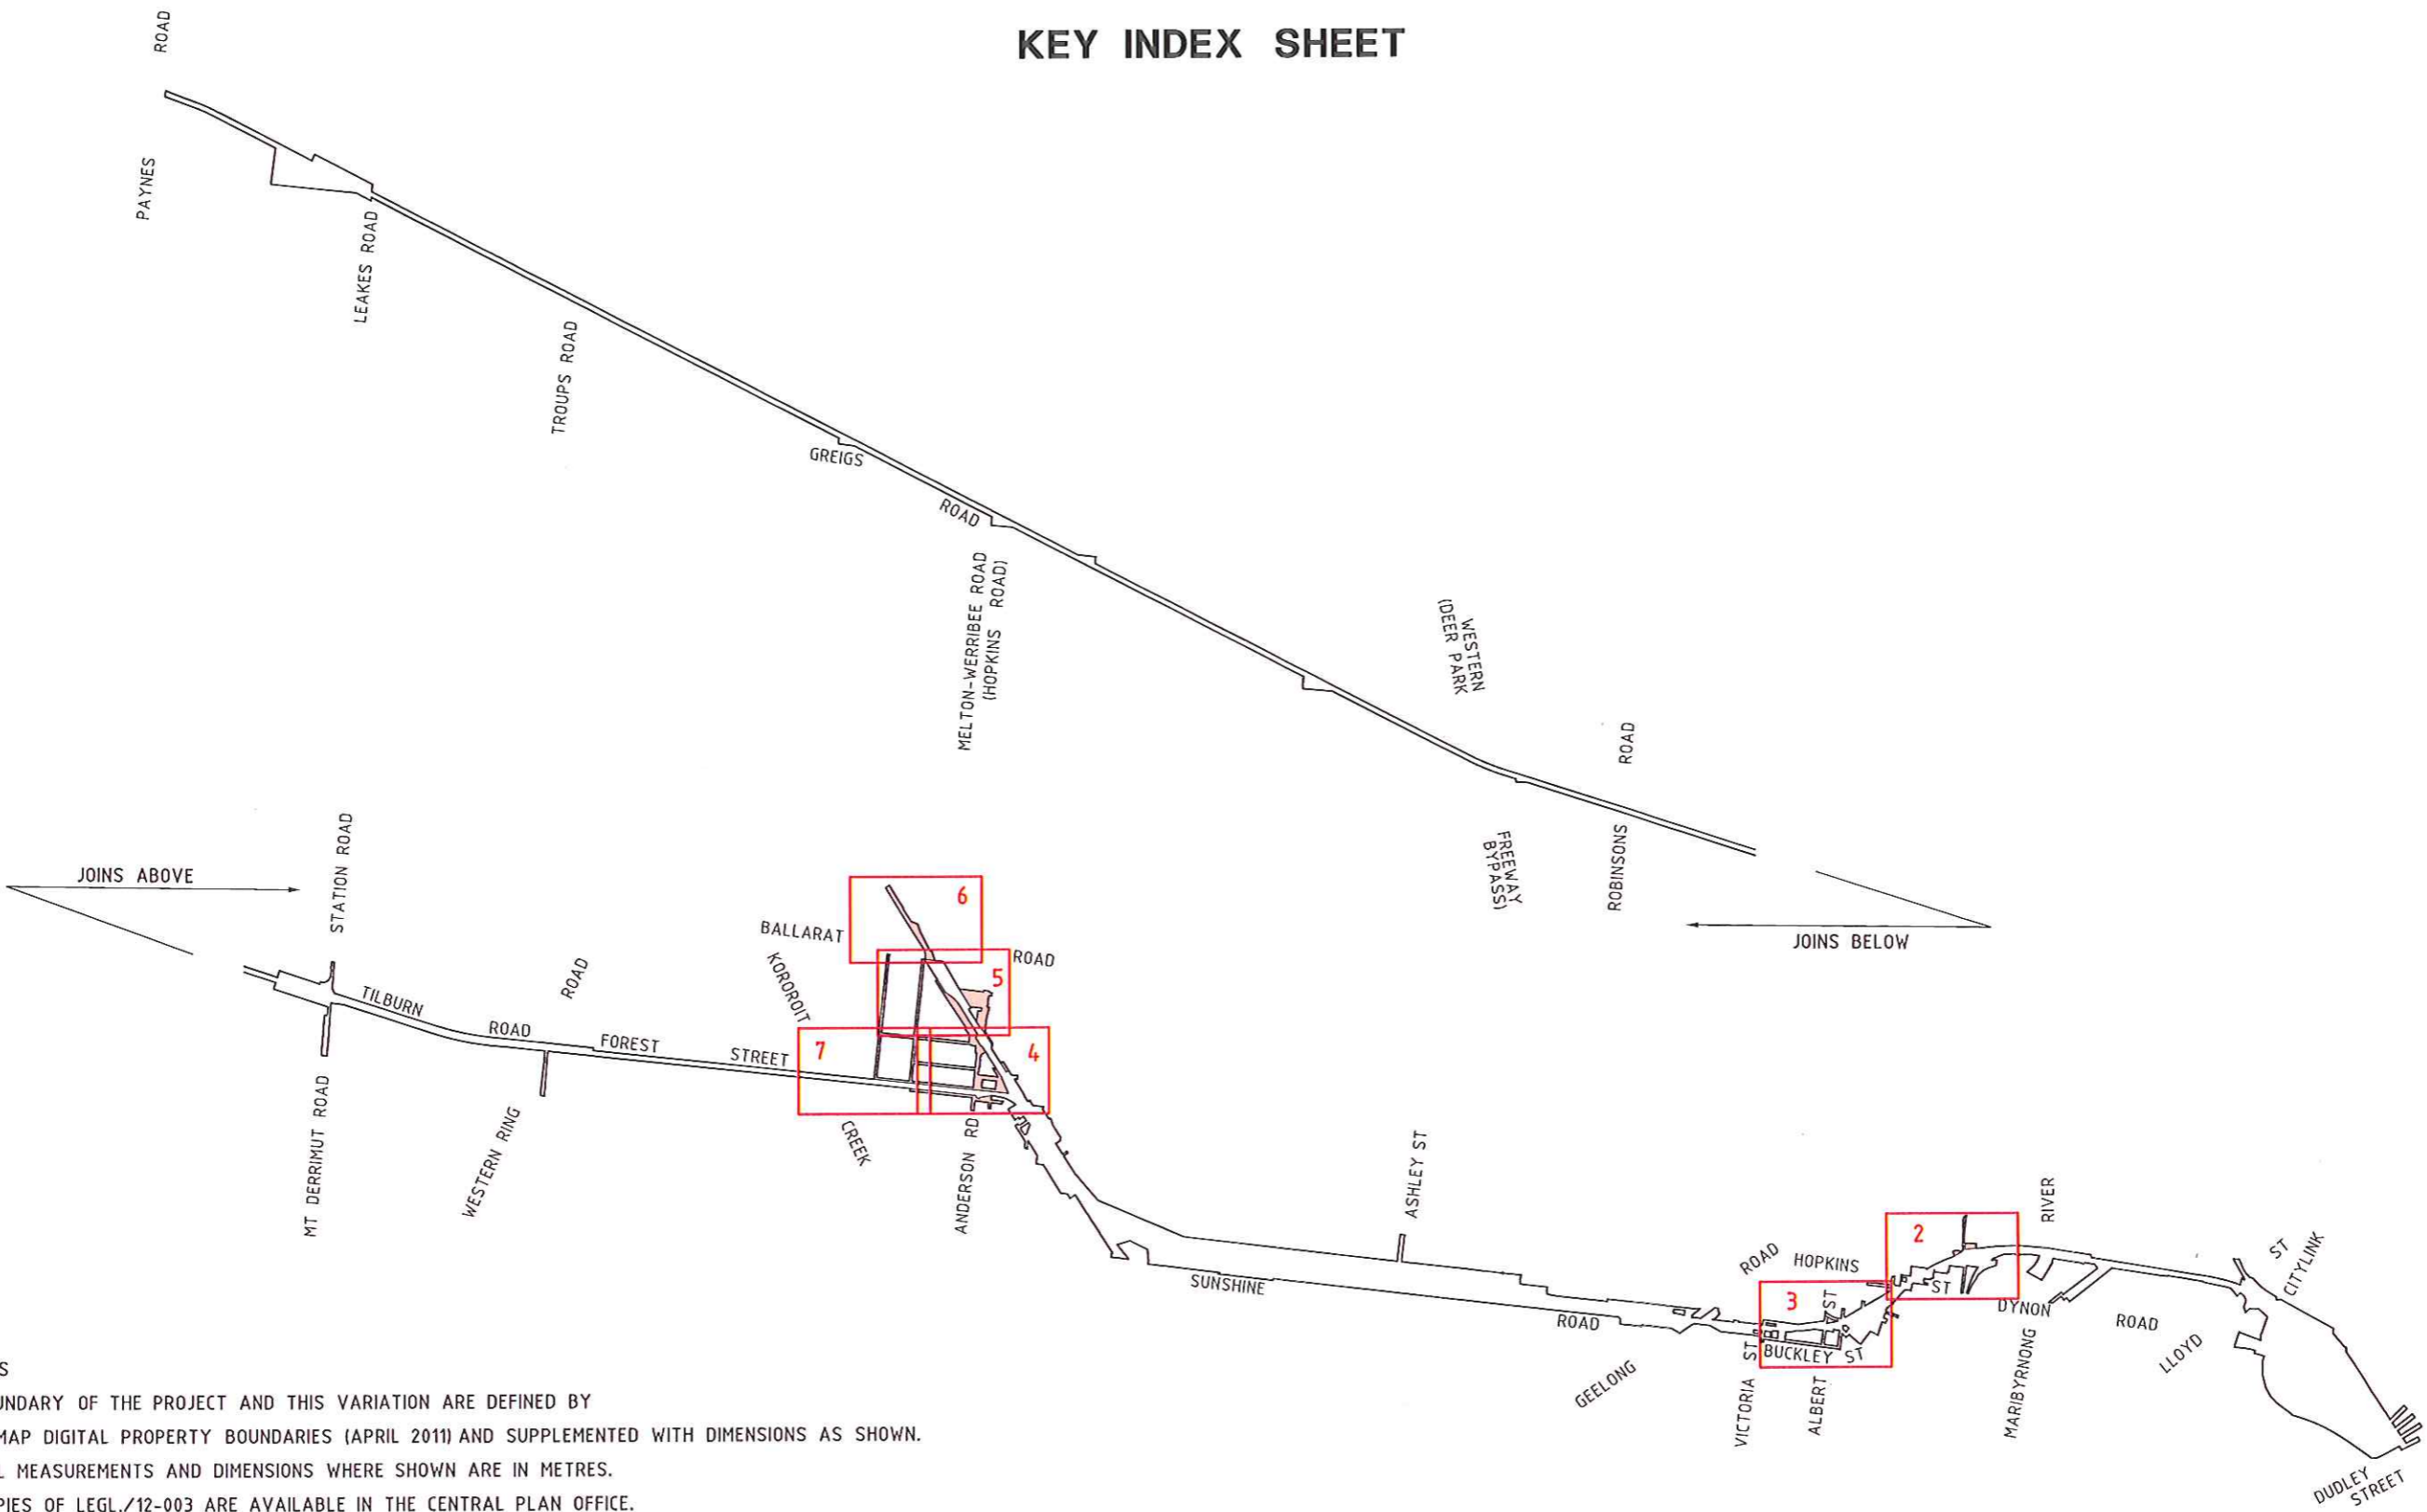 KEY INDEX SHEET
ROAD
PAYNES
LEAKES ROAD
TROUPS ROAD
GREIGS
ROAD
MELTON-WERRIBEE ROAD
(HOPKINS ROAD)
WESTERN
(DEER PARK
FREEWAY
BYPASS)
ROAD
ROBINSONS
JOINS BELOW
JOINS ABOVE
STATION ROAD
MT DERRIMUT ROAD
TILBURN
ROAD
ROAD
WESTERN RING
FOREST
STREET
BALLARAT
ROAD
KOROROIT
CREEK
6
5
7
4
ANDERSON RD
ASHLEY ST
SUNSHINE
ROAD
ROAD
GEELONG
HOPKINS
ST
2
3
ST
VICTORIA ST
BUCKLEY ST
ALBERT
RIVER
MARIBYRNONG
DYNON
ROAD
ST
LLOYD
CITYLINK
DUDLEY
STREET
S
UNDARY OF THE PROJECT AND THIS VARIATION ARE DEFINED BY
MAP DIGITAL PROPERTY BOUNDARIES (APRIL 2011) AND SUPPLEMENTED WITH DIMENSIONS AS SHOWN.
L MEASUREMENTS AND DIMENSIONS WHERE SHOWN ARE IN METRES.
PIES OF LEGL./12-003 ARE AVAILABLE IN THE CENTRAL PLAN OFFICE.